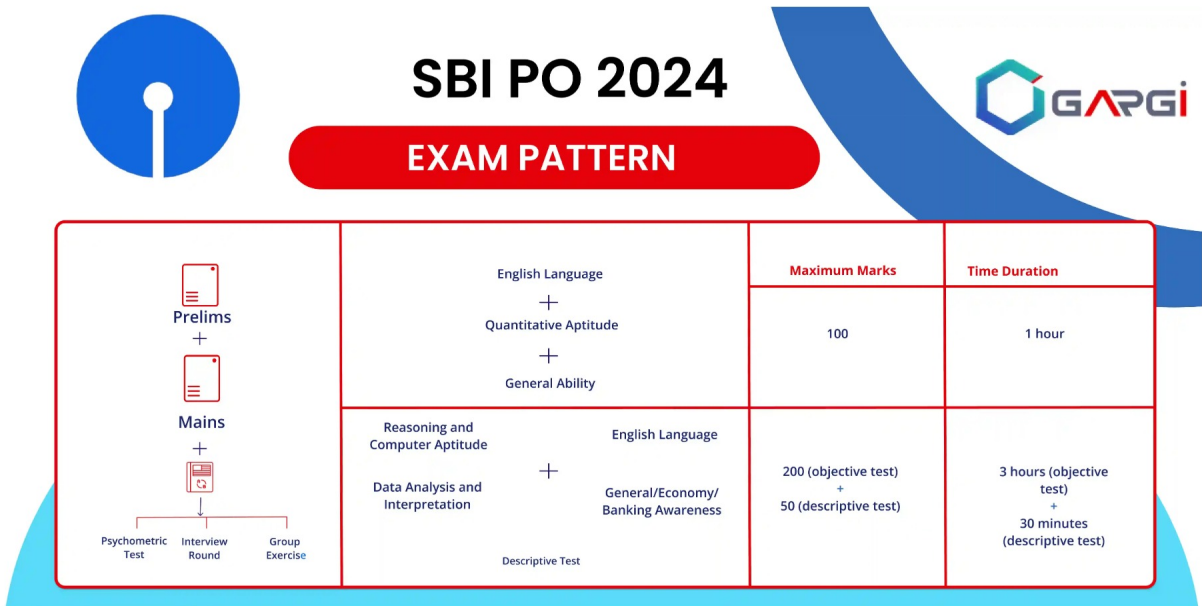 SBI PO 2024
GARGI
EXAM PATTERN
Prelims
+
Mains
+
Psychometric
Test
Interview
Round
Group
Exercise
English Language
+
Quantitative Aptitude
+
General Ability
Maximum Marks
Time Duration
100
1 hour
Reasoning and
Computer Aptitude
Data Analysis and
Interpretation
+
English Language
General/Economy/
Banking Awareness
Descriptive Test
200 (objective test)
+
50 (descriptive test)
3 hours (objective
test)
+
30 minutes
(descriptive test)